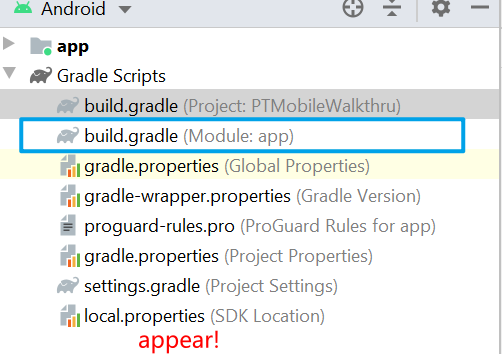 Android
app
Gradle Scripts
build.gradle (Project: PTMobileWalkthru)
build.gradle (Module: app)
gradle.properties (Global Properties)
gradle-wrapper.properties (Gradle Version)
proguard-rules.pro (ProGuard Rules for app)
gradle.properties (Project Properties)
settings.gradle (Project Settings)
local.properties (SDK Location)
appear!